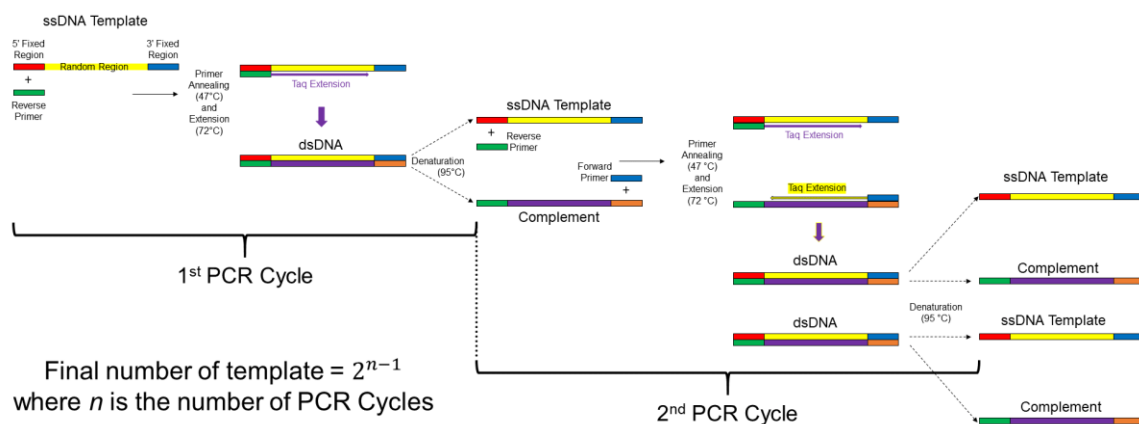 ssDNA Template
5' Fixed
Region
3' Fixed
Region
Random Region
+
Reverse
Primer
Primer
Annealing
(47°C)
and
Extension
(72°C)
Taq Extension
dsDNA
Denaturation
(95°C)
1st PCR Cycle
ssDNA Template
+
Reverse
Primer
Forward
Primer
+
Complement
Primer
Annealing
(47 °C)
and
Extension
(72 °C)
Taq Extension
Taq Extension
dsDNA
dsDNA
Denaturation
(95 °C)
ssDNA Template
Complement
ssDNA Template
Complement
2nd PCR Cycle
Final number of template = 2^{n−1}
where n is the number of PCR Cycles